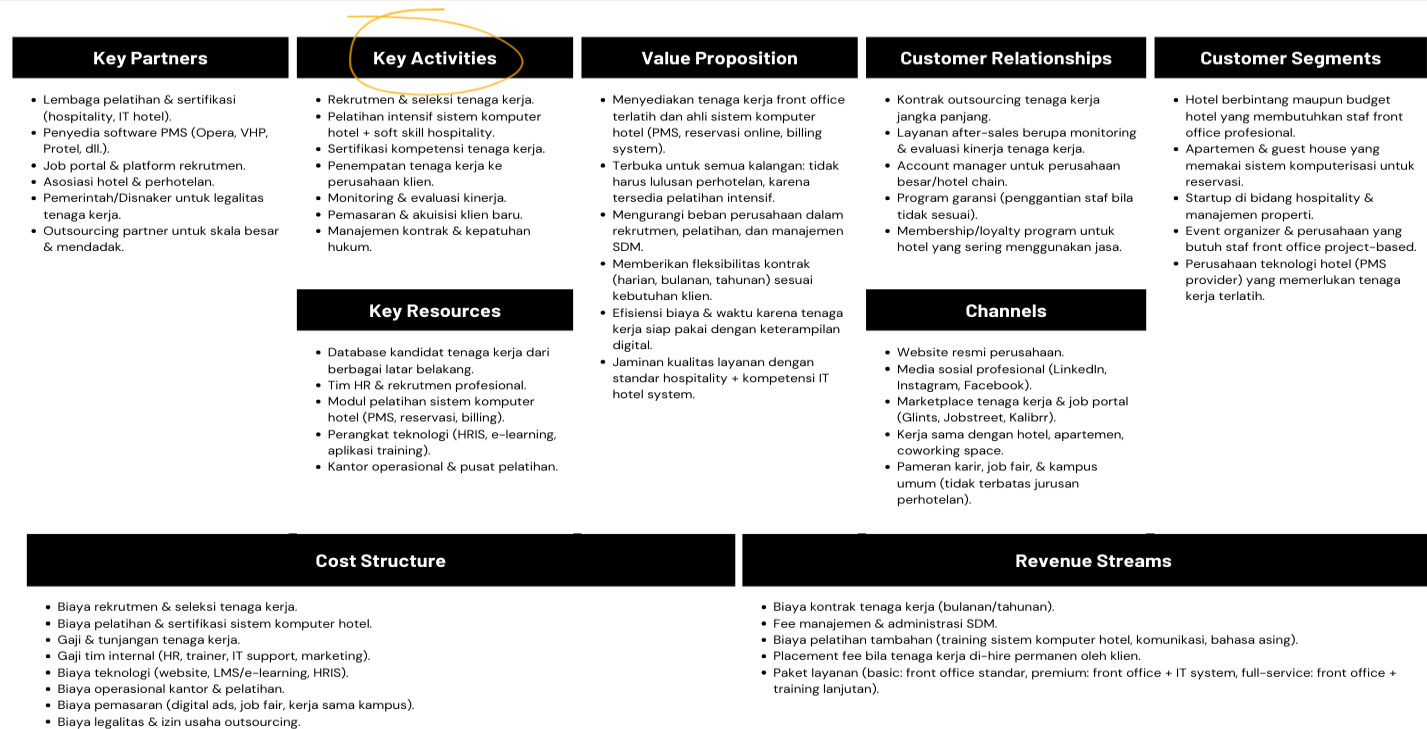 Key Partners
• Lembaga pelatihan & sertifikasi
(hospitality, IT hotel).
• Penyedia software PMS (Opera, VHP,
Protel, dll.).
• Job portal & platform rekrutmen.
• Asosiasi hotel & perhotelan.
• Pemerintah/Disnaker untuk legalitas
tenaga kerja.
• Outsourcing partner untuk skala besar
& mendadak.
Key Activities
• Rekrutmen & seleksi tenaga kerja.
• Pelatihan intensif sistem komputer
hotel + soft skill hospitality.
• Sertifikasi kompetensi tenaga kerja.
• Penempatan tenaga kerja ke
perusahaan klien.
• Monitoring & evaluasi kinerja.
• Pemasaran & akuisisi klien baru.
• Manajemen kontrak & kepatuhan
hukum.
Key Resources
• Database kandidat tenaga kerja dari
berbagai latar belakang.
• Tim HR & rekrutmen profesional.
• Modul pelatihan sistem komputer
hotel (PMS, reservasi, billing).
• Perangkat teknologi (HRIS, e-learning,
aplikasi training).
• Kantor operasional & pusat pelatihan.
Value Proposition
• Menyediakan tenaga kerja front office
terlatih dan ahli sistem komputer
hotel (PMS, reservasi online, billing
system).
• Terbuka untuk semua kalangan: tidak
harus lulusan perhotelan, karena
tersedia pelatihan intensif.
• Mengurangi beban perusahaan dalam
rekrutmen, pelatihan, dan manajemen
SDM.
• Memberikan fleksibilitas kontrak
(harian, bulanan, tahunan) sesuai
kebutuhan klien.
• Efisiensi biaya & waktu karena tenaga
kerja siap pakai dengan keterampilan
digital.
• Jaminan kualitas layanan dengan
standar hospitality + kompetensi IT
hotel system.
Customer Relationships
• Kontrak outsourcing tenaga kerja
jangka panjang.
• Layanan after-sales berupa monitoring
& evaluasi kinerja tenaga kerja.
• Account manager untuk perusahaan
besar/hotel chain.
• Program garansi (penggantian staf bila
tidak sesuai).
• Membership/loyalty program untuk
hotel yang sering menggunakan jasa.
Channels
• Website resmi perusahaan.
• Media sosial profesional (LinkedIn,
Instagram, Facebook).
• Marketplace tenaga kerja & job portal
(Glints, Jobstreet, Kalibrr).
• Kerja sama dengan hotel, apartemen,
coworking space.
• Pameran karir, job fair, & kampus
umum (tidak terbatas jurusan
perhotelan).
Customer Segments
• Hotel berbintang maupun budget
hotel yang membutuhkan staf front
office profesional.
• Apartemen & guest house yang
memakai sistem komputerisasi untuk
reservasi.
• Startup di bidang hospitality &
manajemen properti.
• Event organizer & perusahaan yang
butuh staf front office project-based.
• Perusahaan teknologi hotel (PMS
provider) yang memerlukan tenaga
kerja terlatih.
Cost Structure
• Biaya rekrutmen & seleksi tenaga kerja.
• Biaya pelatihan & sertifikasi sistem komputer hotel.
• Gaji & tunjangan tenaga kerja.
• Gaji tim internal (HR, trainer, IT support, marketing).
• Biaya teknologi (website, LMS/e-learning, HRIS).
• Biaya operasional kantor & pelatihan.
• Biaya pemasaran (digital ads, job fair, kerja sama kampus).
• Biaya legalitas & izin usaha outsourcing.
Revenue Streams
• Biaya kontrak tenaga kerja (bulanan/tahunan).
• Fee manajemen & administrasi SDM.
• Biaya pelatihan tambahan (training sistem komputer hotel, komunikasi, bahasa asing).
• Placement fee bila tenaga kerja di-hire permanen oleh klien.
• Paket layanan (basic: front office standar, premium: front office + IT system, full-service: front office +
training lanjutan).